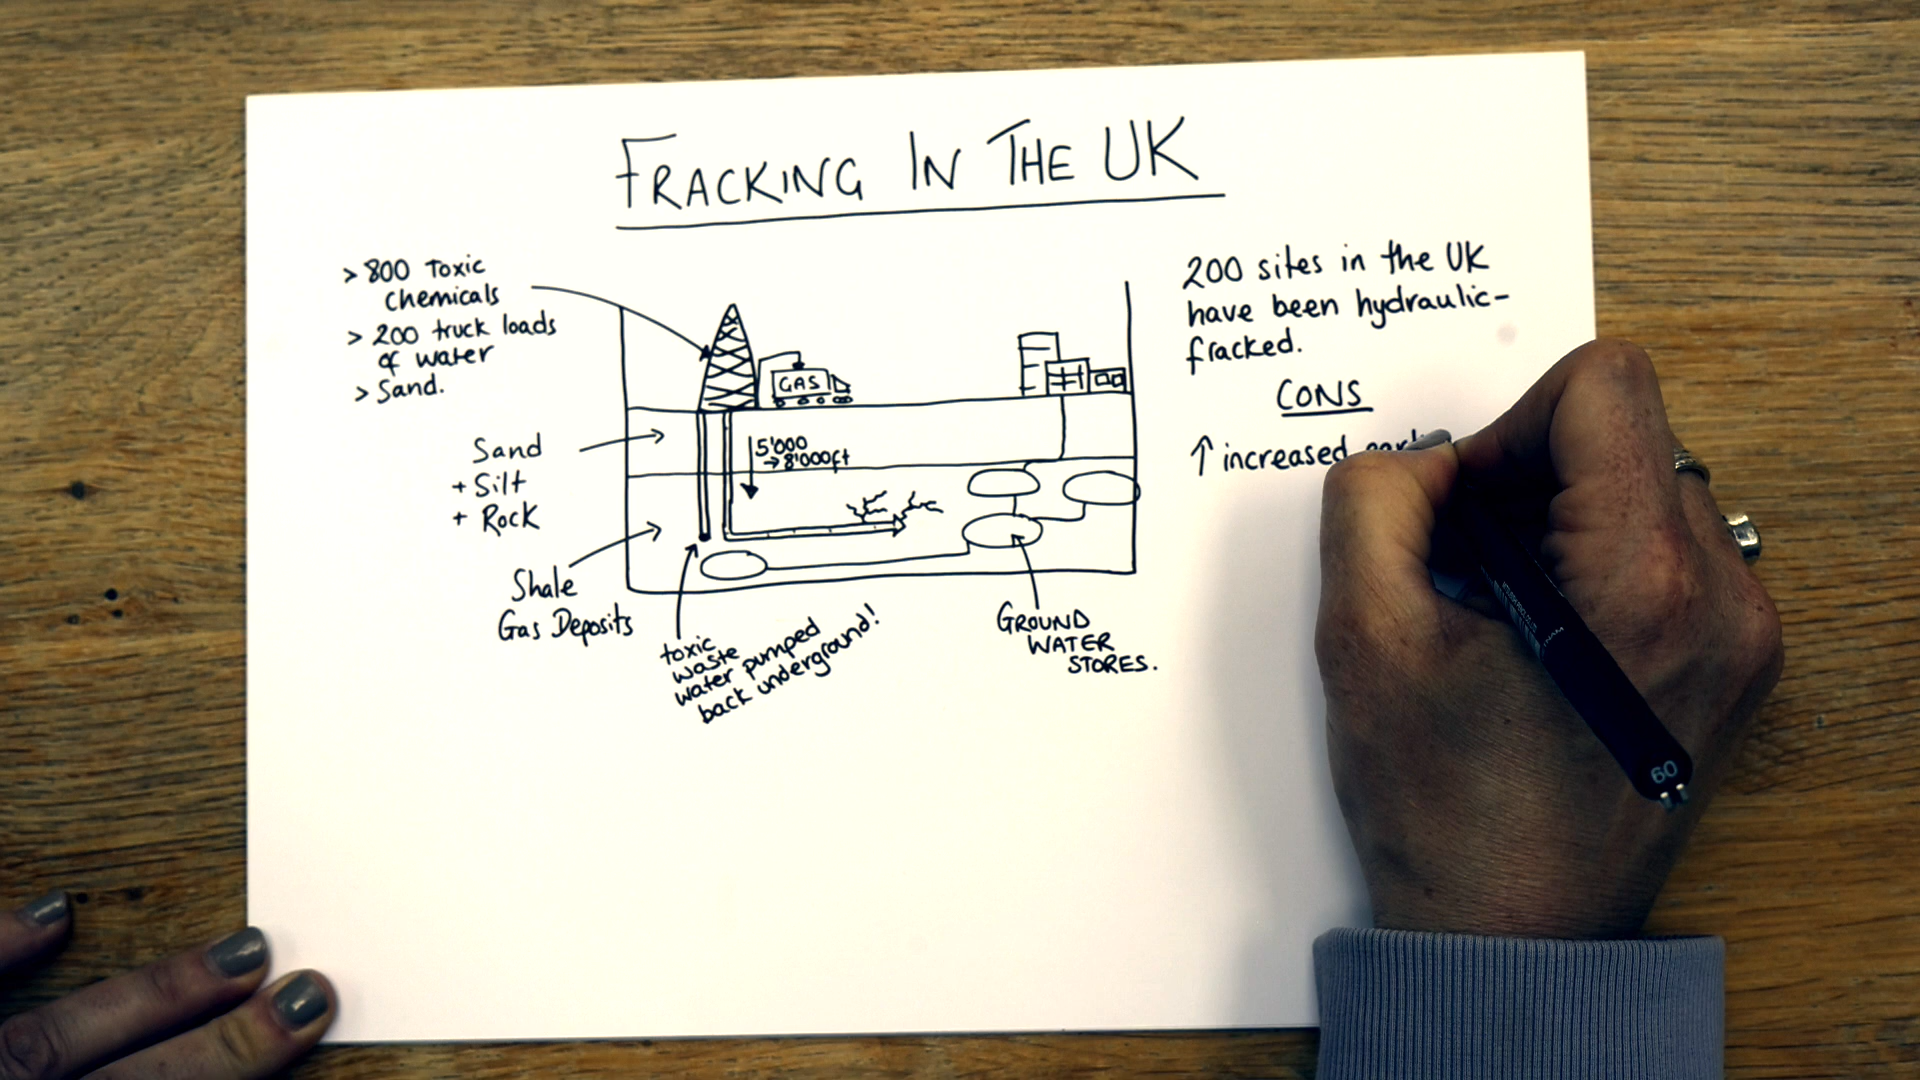 FRACKING IN THE UK
> 800 Toxic
Chemicals
> 200 truck loads
of water
> Sand.
Sand
+ Silt
+ Rock
Shale
Gas Deposits
GAS
5'000
→ 8'000ft
toxic
waste
water pumped
back underground!
GROUND
WATER
STORES.
200 sites in the UK
have been hydraulic-
fracked.
CONS
↑ increased
60